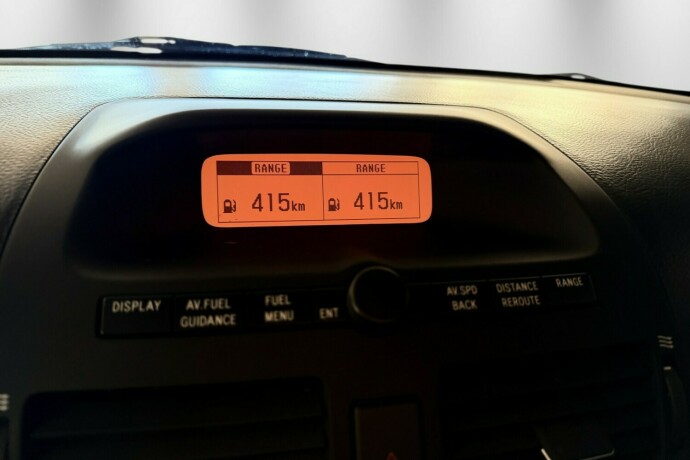 RANGE RANGE
415km 415km
DISPLAY AV.FUEL GUIDANCE FUEL MENU ENT AV.SPD BACK DISTANCE REROUTE RANGE